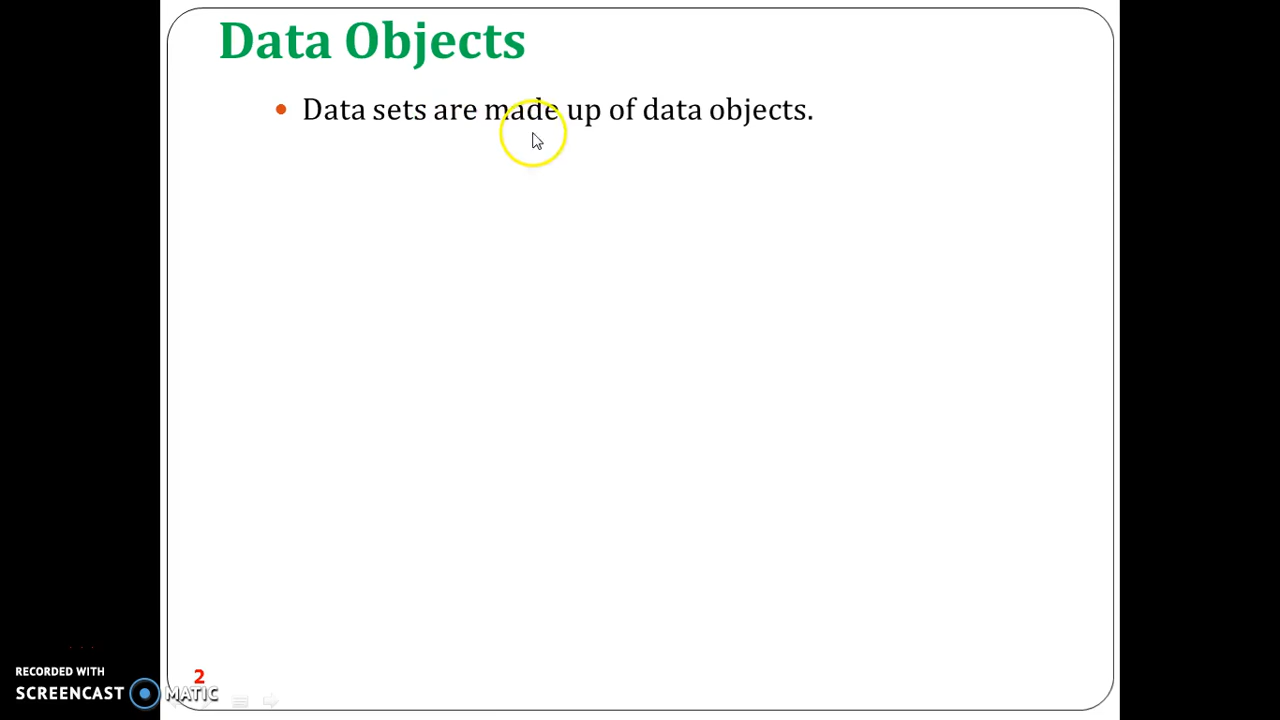 Data Objects
• Data sets are made up of data objects.
2
RECORDED WITH
SCREENCAST MATIC